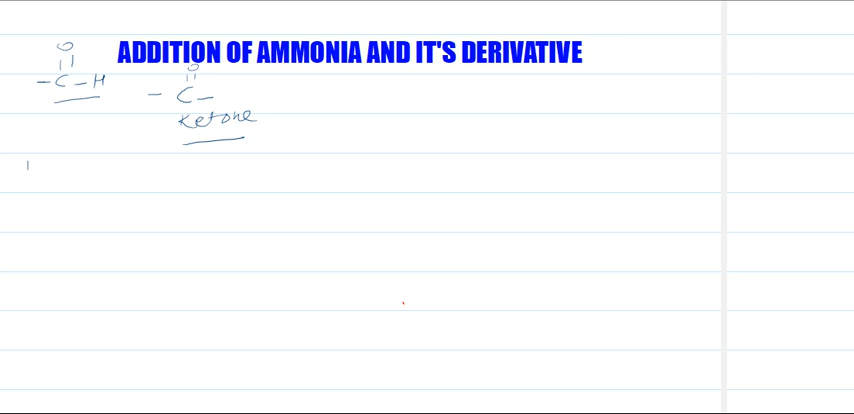 ADDITION OF AMMONIA AND IT'S DERIVATIVE
O
||
-C-H
O
||
-C-
Ketone